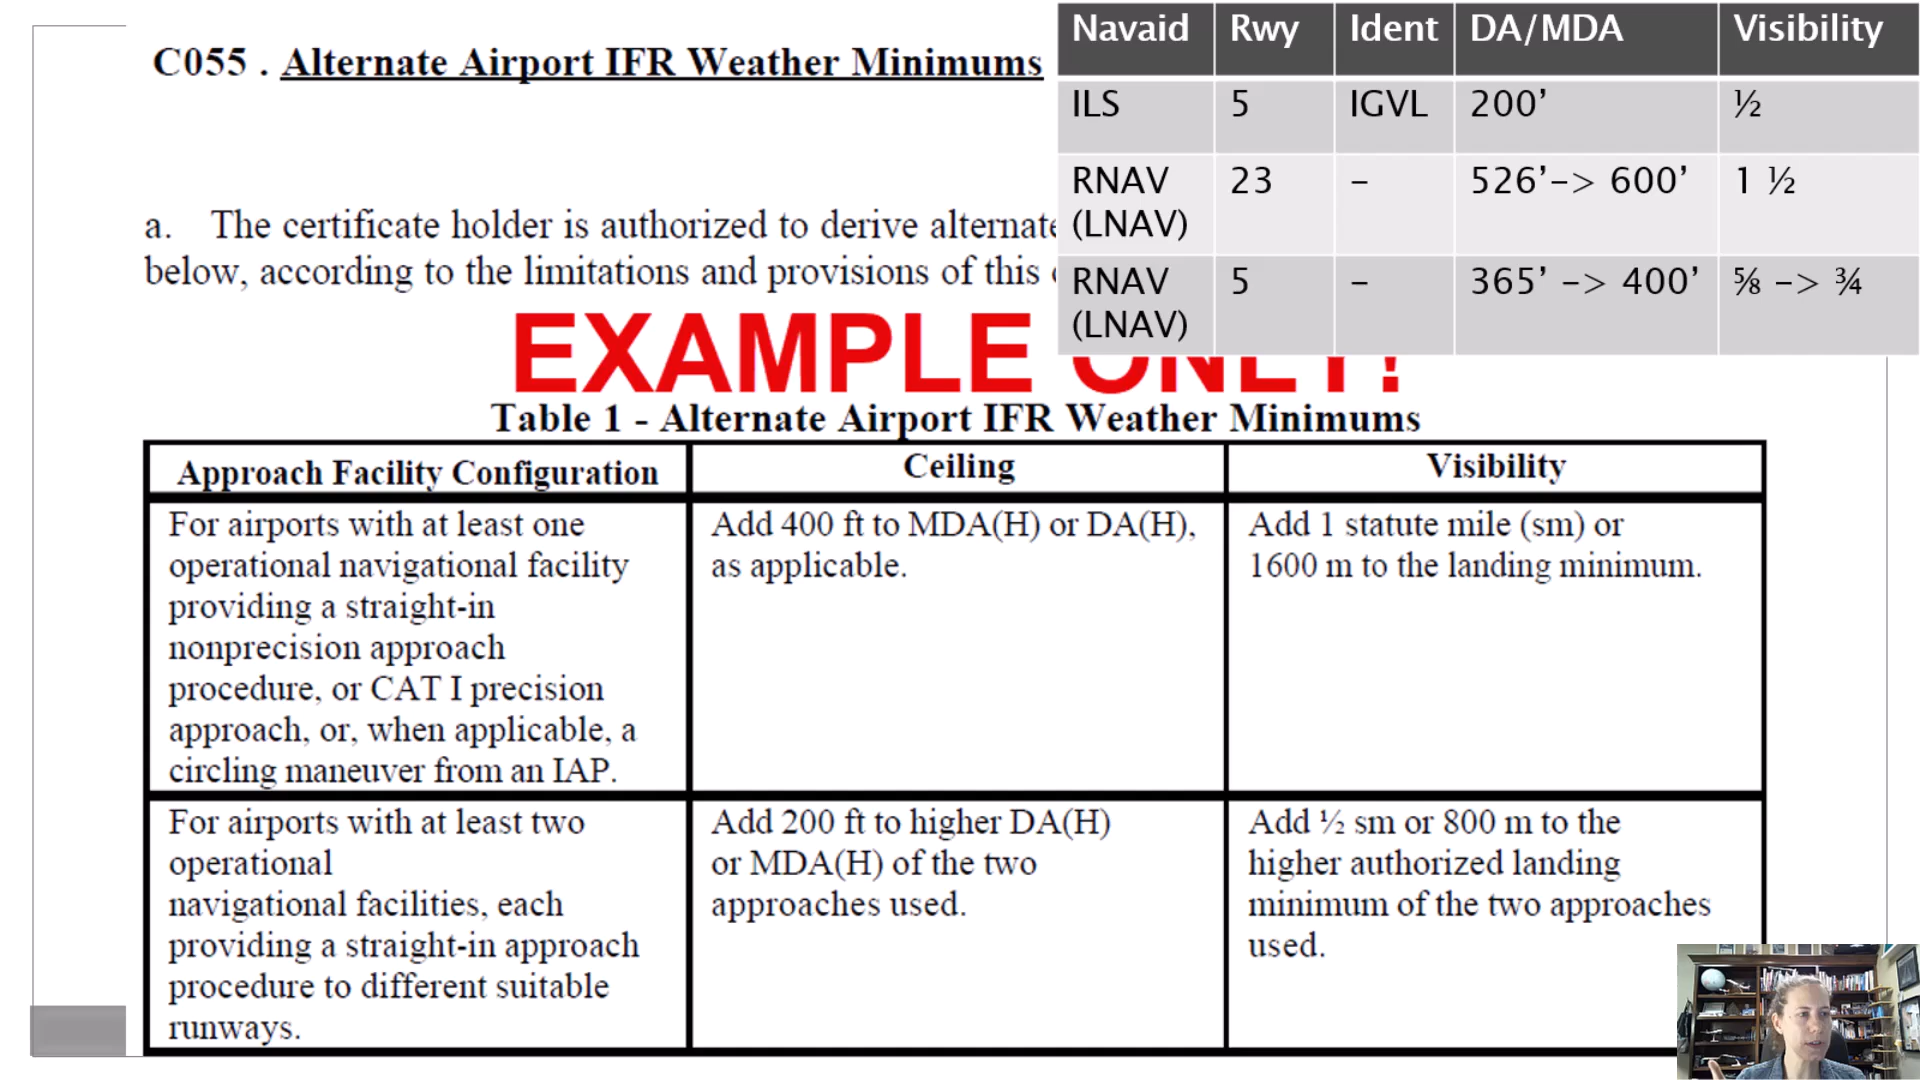 C055 . Alternate Airport IFR Weather Minimums
Navaid Rwy Ident DA/MDA Visibility
ILS 5 IGVL 200’ ½
RNAV 23 – 526’–> 600’ 1 ½
(LNAV)
RNAV 5 – 365’ –> 400’ ⅝ –> ¾
(LNAV)
a. The certificate holder is authorized to derive alternate
below, according to the limitations and provisions of this
EXAMPLE ONLY!
Table 1 - Alternate Airport IFR Weather Minimums
Approach Facility Configuration Ceiling Visibility
For airports with at least one
operational navigational facility
providing a straight-in
nonprecision approach
procedure, or CAT I precision
approach, or, when applicable, a
circling maneuver from an IAP.
Add 400 ft to MDA(H) or DA(H),
as applicable.
Add 1 statute mile (sm) or
1600 m to the landing minimum.
For airports with at least two
operational
navigational facilities, each
providing a straight-in approach
procedure to different suitable
runways.
Add 200 ft to higher DA(H)
or MDA(H) of the two
approaches used.
Add ½ sm or 800 m to the
higher authorized landing
minimum of the two approaches
used.